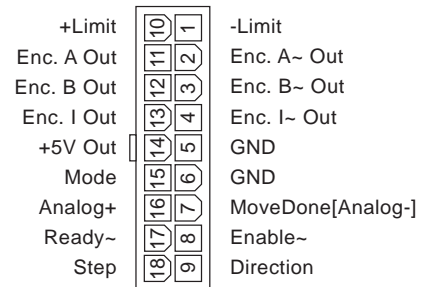 +Limit 10 1 -Limit
Enc. A Out 11 2 Enc. A~ Out
Enc. B Out 12 3 Enc. B~ Out
Enc. I Out 13 4 Enc. I~ Out
+5V Out 14 5 GND
Mode 15 6 GND
Analog+ 16 7 MoveDone[Analog-]
Ready~ 17 8 Enable~
Step 18 9 Direction